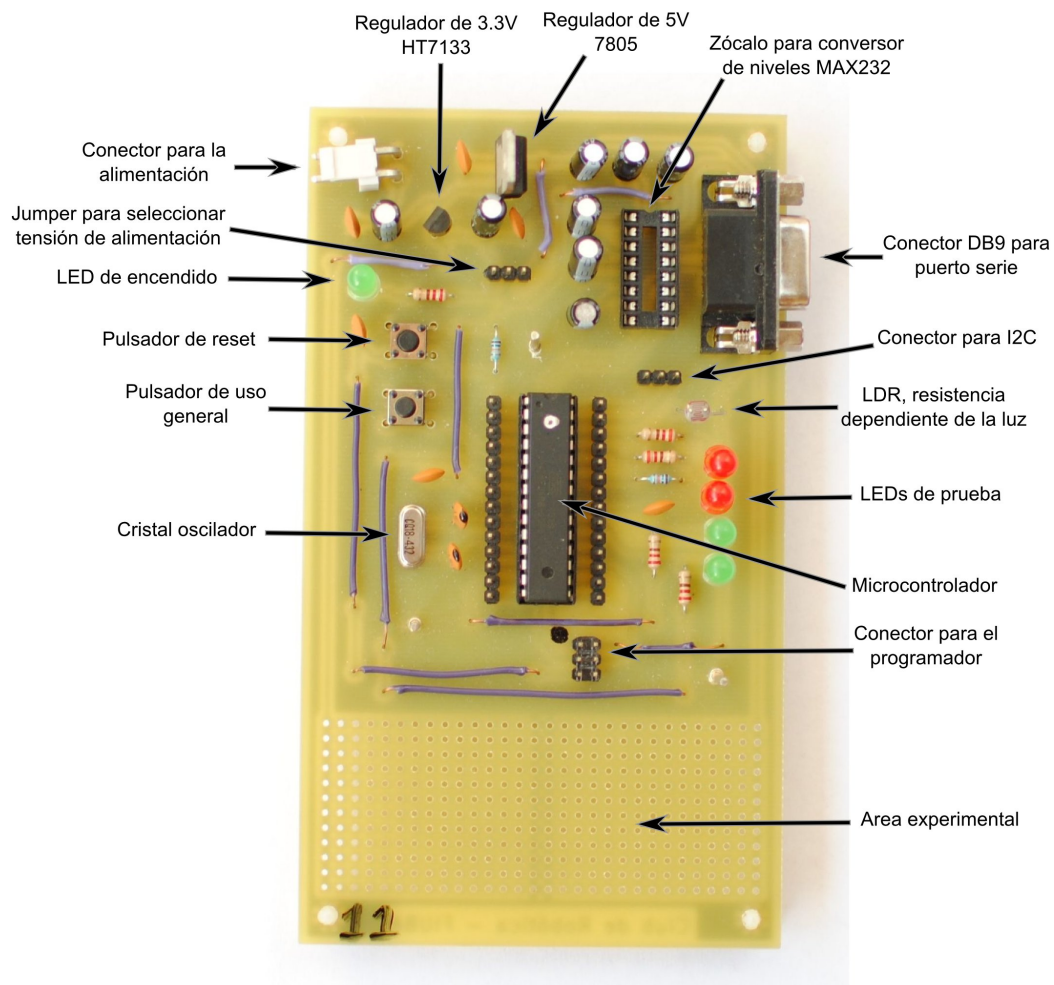 Regulador de 3.3V
HT7133
Regulador de 5V
7805
Zócalo para conversor
de niveles MAX232
Conector para la
alimentación
Jumper para seleccionar
tensión de alimentación
LED de encendido
Pulsador de reset
Pulsador de uso
general
Cristal oscilador
Conector DB9 para
puerto serie
Conector para I2C
LDR, resistencia
dependiente de la luz
LEDs de prueba
Microcontrolador
Conector para el
programador
Area experimental
11